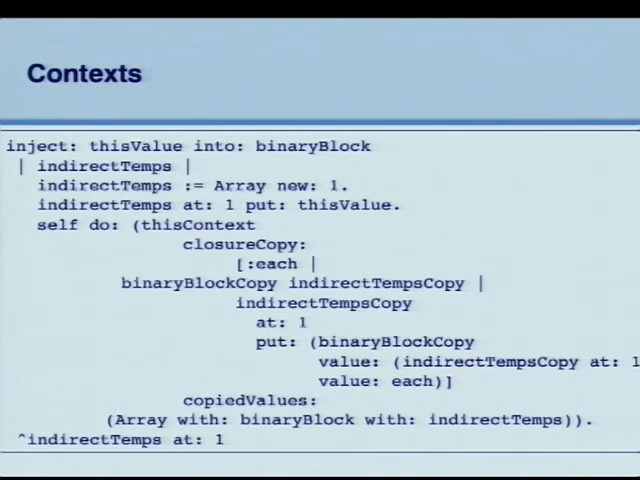 Contexts
inject: thisValue into: binaryBlock
| indirectTemps |
indirectTemps := Array new: 1.
indirectTemps at: 1 put: thisValue.
self do: (thisContext
closureCopy:
[:each |
binaryBlockCopy indirectTempsCopy |
indirectTempsCopy
at: 1
put: (binaryBlockCopy
value: (indirectTempsCopy at: 1
value: each)]
copiedValues:
(Array with: binaryBlock with: indirectTemps)).
^indirectTemps at: 1